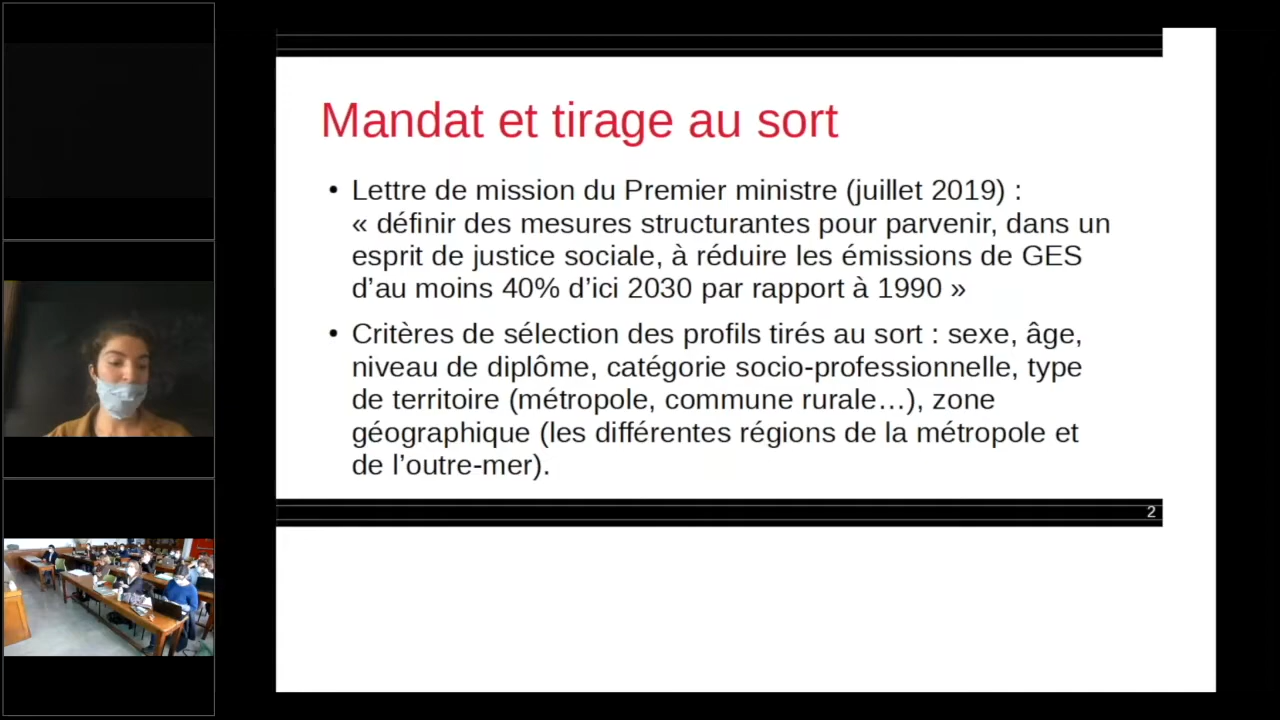 Mandat et tirage au sort
• Lettre de mission du Premier ministre (juillet 2019) :
« définir des mesures structurantes pour parvenir, dans un
esprit de justice sociale, à réduire les émissions de GES
d’au moins 40% d’ici 2030 par rapport à 1990 »
• Critères de sélection des profils tirés au sort : sexe, âge,
niveau de diplôme, catégorie socio-professionnelle, type
de territoire (métropole, commune rurale…), zone
géographique (les différentes régions de la métropole et
de l’outre-mer).
2